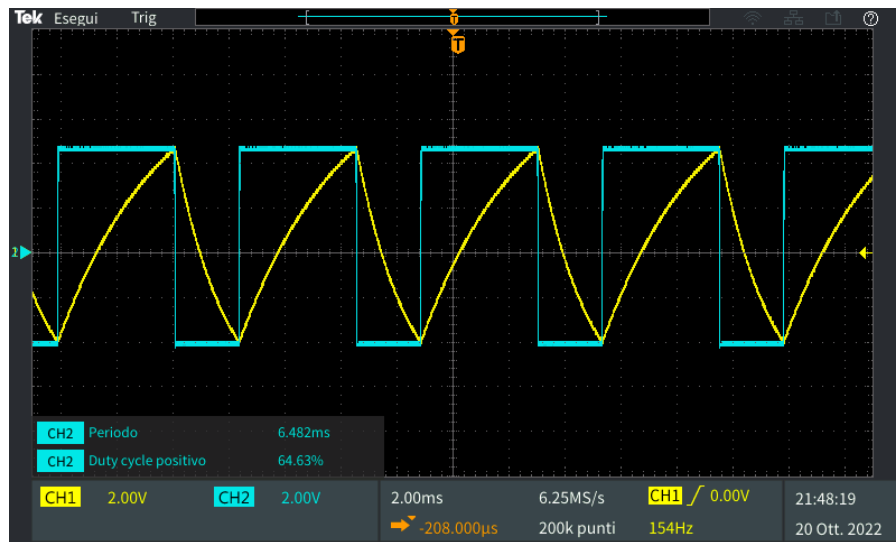 Tek Esegui Trig
T
T
1
CH2 Periodo 6.482ms
CH2 Duty cycle positivo 64.63%
CH1 2.00V CH2 2.00V 2.00ms 6.25MS/s CH1 0.00V 21:48:19
-208.000μs 200k punti 154Hz 20 Ott. 2022